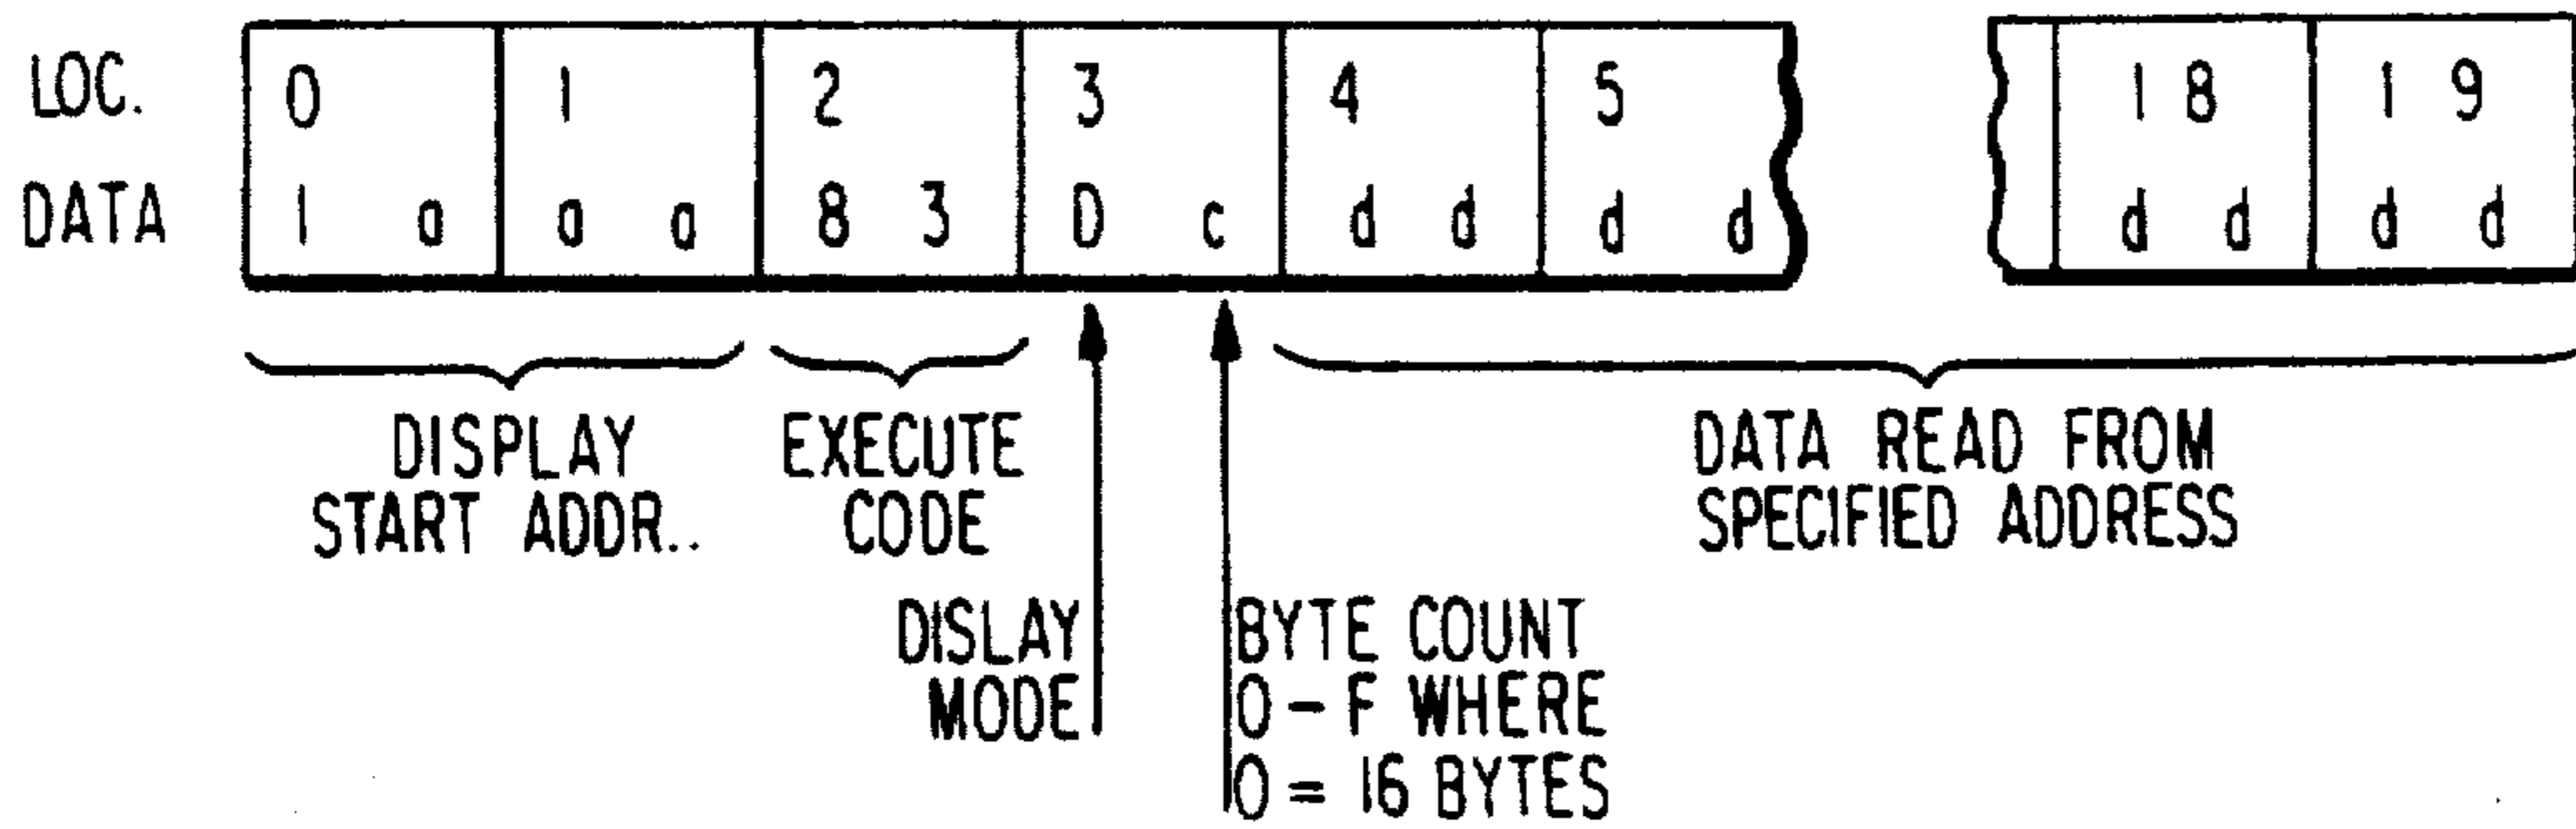 LOC. 0 1 2 3 4 5 18 19
DATA 1 a a a 8 3 D c d d d d d d d d
DISPLAY
START ADDR..
EXECUTE
CODE
DISLAY
MODE
BYTE COUNT
0 - F WHERE
0 = 16 BYTES
DATA READ FROM
SPECIFIED ADDRESS